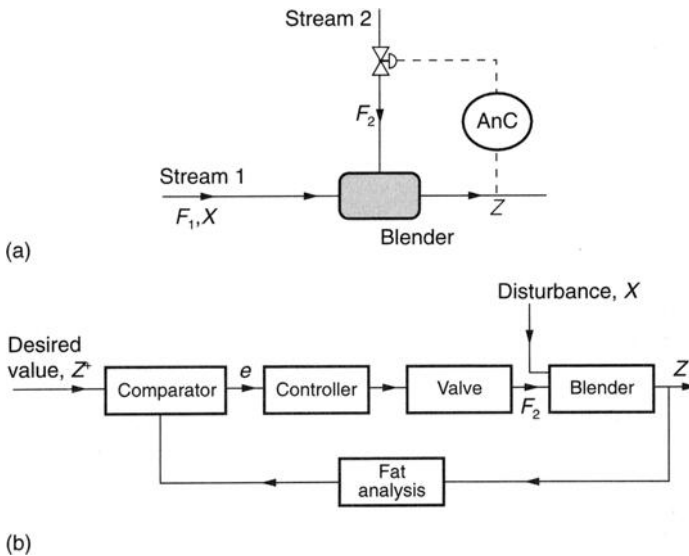 Stream 2
F₂
AnC
Stream 1
F₁,X
Z
Blender
(a)
Disturbance, X
Desired
value, Z⁺
Comparator
e
Controller
Valve
F₂
Blender
Z
Fat
analysis
(b)